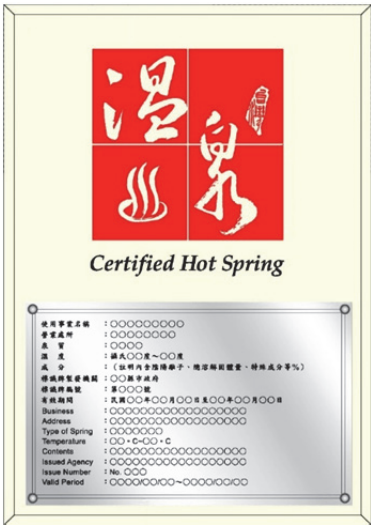 溫泉
Certified Hot Spring
使用事業名稱 : ○○○○○○○○○
營業處所 : ○○○○○○○○
泉質 : ○○○○
溫度 : 攝氏○○度~○○度
成分 : (註明內含陰陽離子、總溶解固體量、特殊成分等%)
標識牌製發機關 : ○○縣市政府
標識牌編號 : 第○○○號
有效期間 : 民國○○年○○月○○日至○○年○○月○○日
Business : ○○○○○○○○○○○○○○○○○
Address : ○○○○○○○○○○○○○○○○○
Type of Spring : ○○○○○○○
Temperature : ○○°C~○○°C
Contents : ○○○○○○○○○○○○○○○○○
Issued Agency : ○○○○○○○○○○○○○○○○○
Issue Number : No. ○○○
Valid Period : ○○○○/○○/○○~○○○○/○○/○○